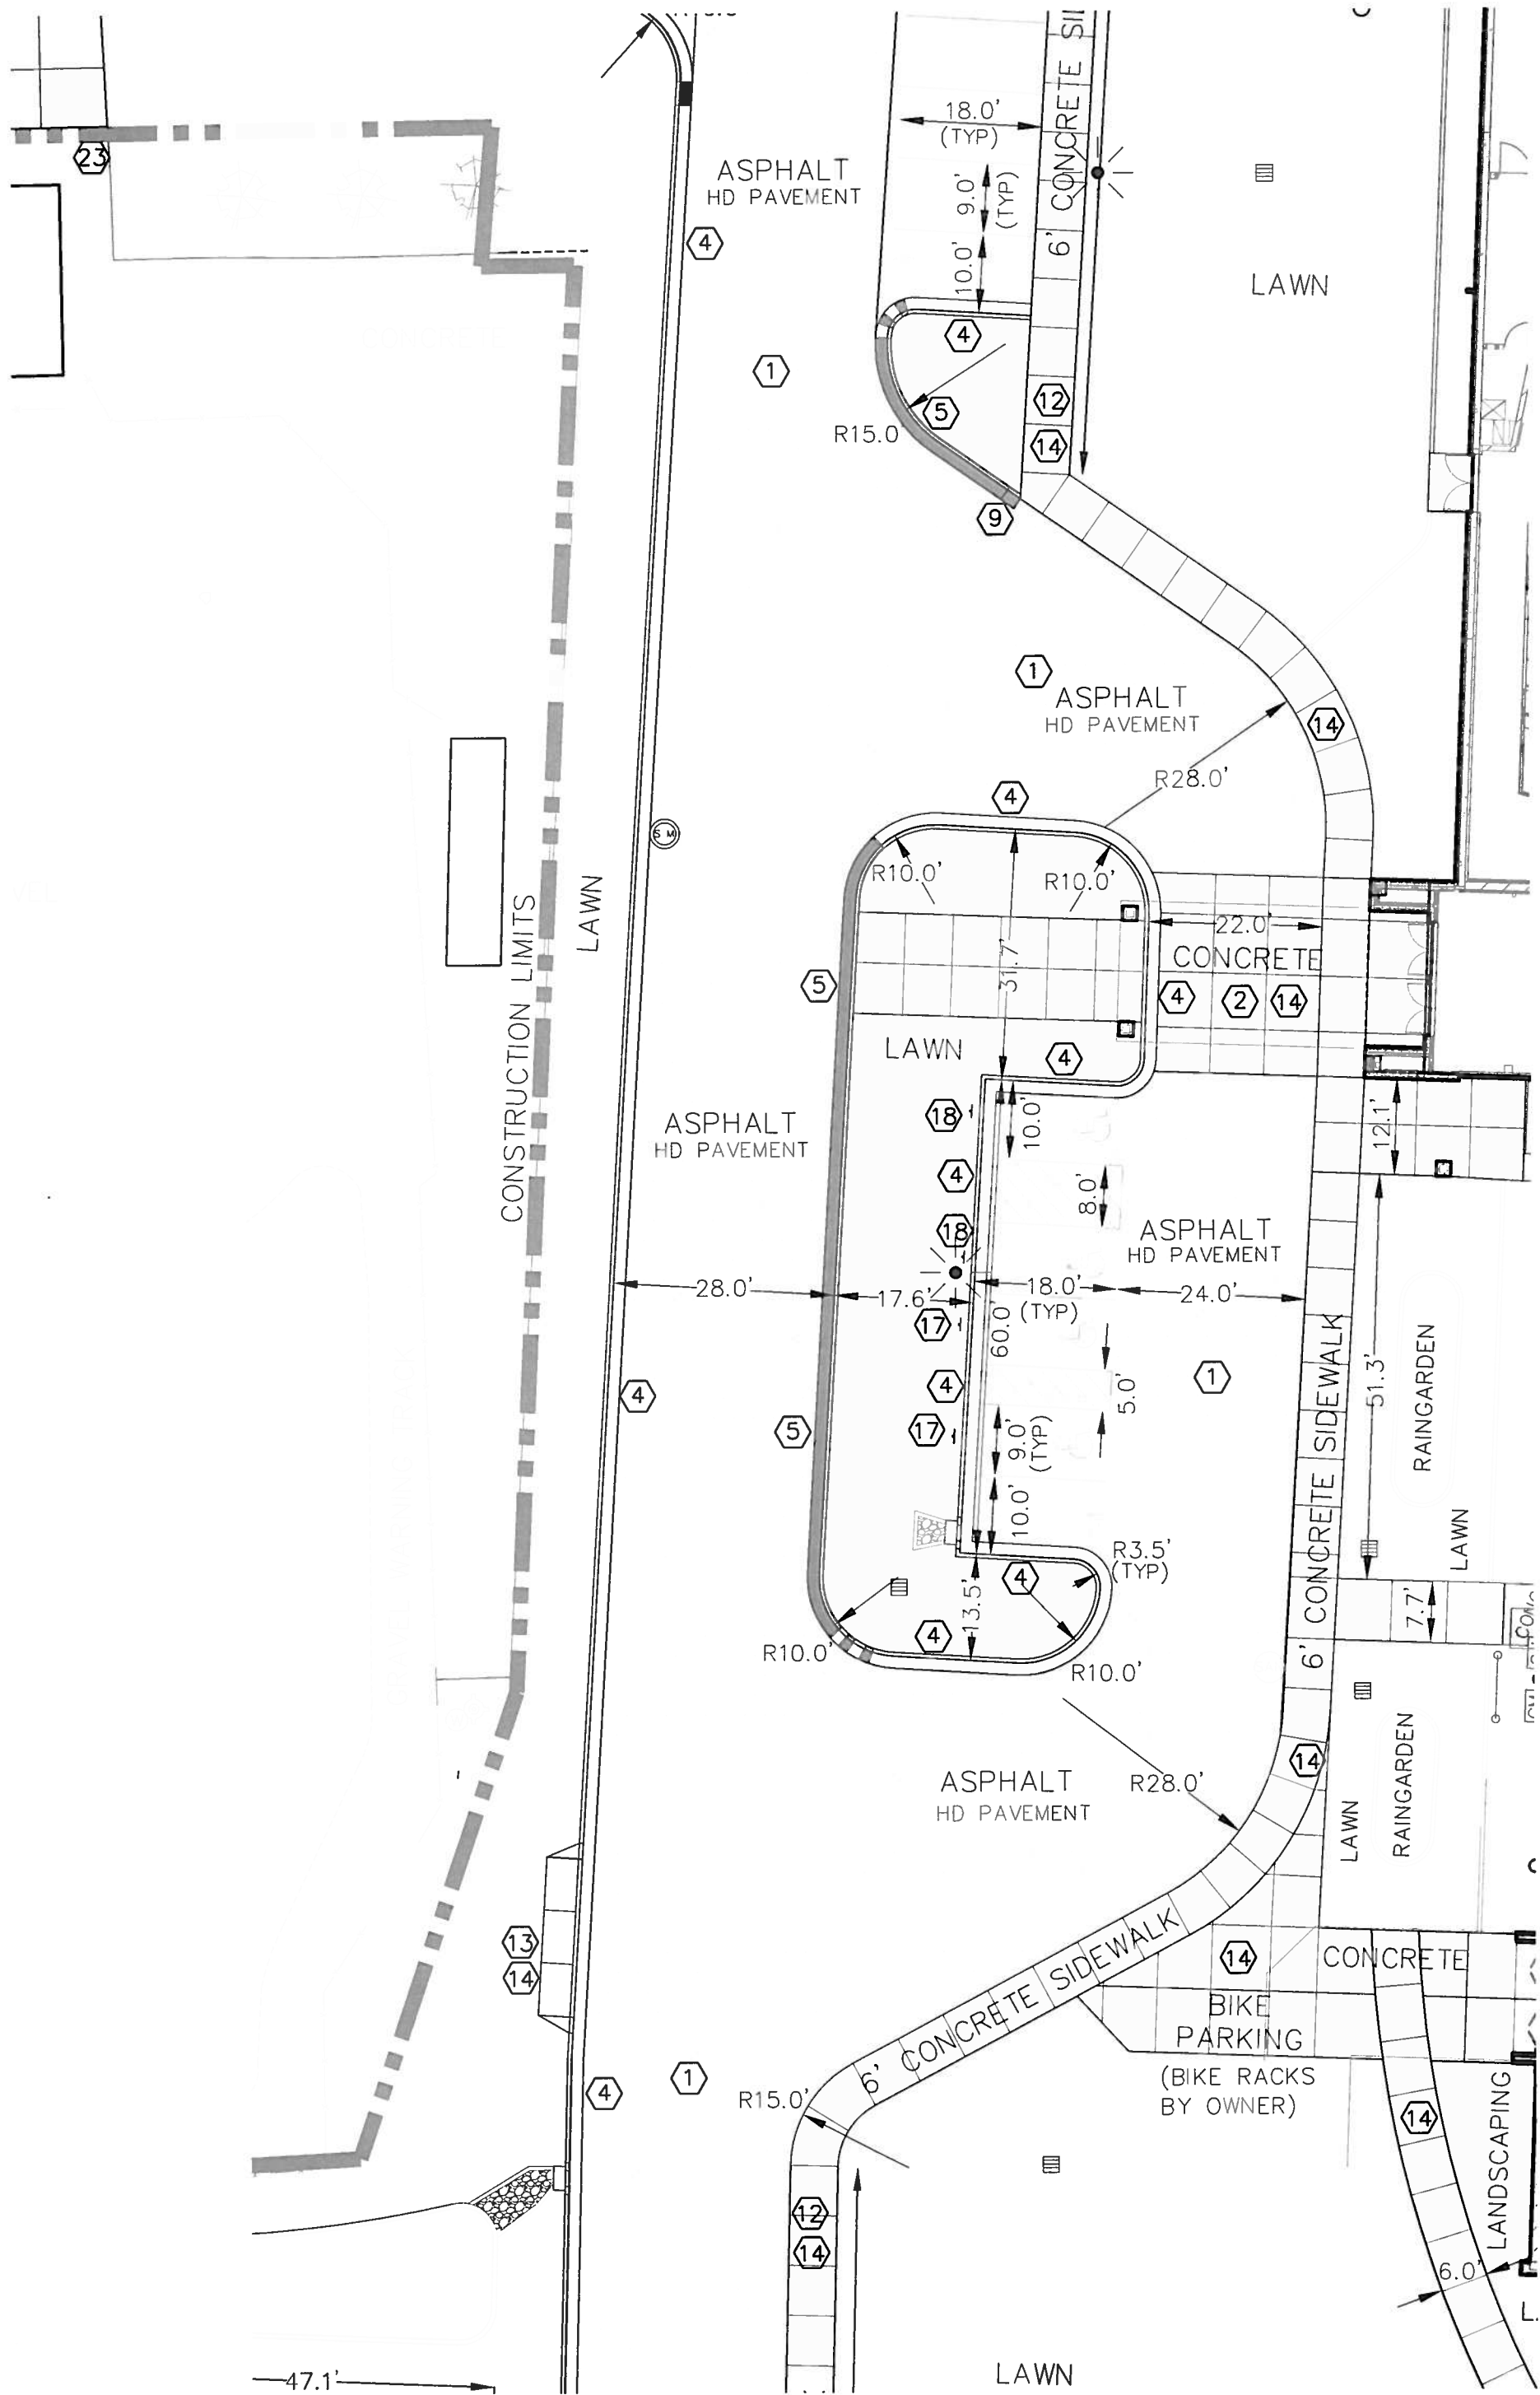 CONCRETE
6' CONCRETE
18.0'
(TYP)
23
ASPHALT
HD PAVEMENT
9.0'
(TYP)
4
10.0'
LAWN
4
1
12
5
R15.0
14
9
1
ASPHALT
HD PAVEMENT
14
R28.0'
4
S M
R10.0'
R10.0'
LAWN
CONSTRUCTION LIMITS
22.0'
CONCRETE
31.7'
5
4
2
14
LAWN
4
18
10.0'
12.1'
ASPHALT
HD PAVEMENT
4
8.0'
18
ASPHALT
HD PAVEMENT
28.0'
17.6'
18.0'
(TYP)
24.0'
17
60.0'
4
4
1
5.0'
51.3'
RAINGARDEN
5
17
9.0'
(TYP)
6' CONCRETE SIDEWALK
10.0'
LAWN
R3.5'
(TYP)
4
13.5'
7.7'
4
R10.0'
R10.0'
14
ASPHALT
HD PAVEMENT
R28.0'
LAWN
RAINGARDEN
13
14
14
CONCRETE
6' CONCRETE SIDEWALK
BIKE
PARKING
(BIKE RACKS
BY OWNER)
1
4
R15.0'
14
LANDSCAPING
12
14
6.0'
47.1'
LAWN